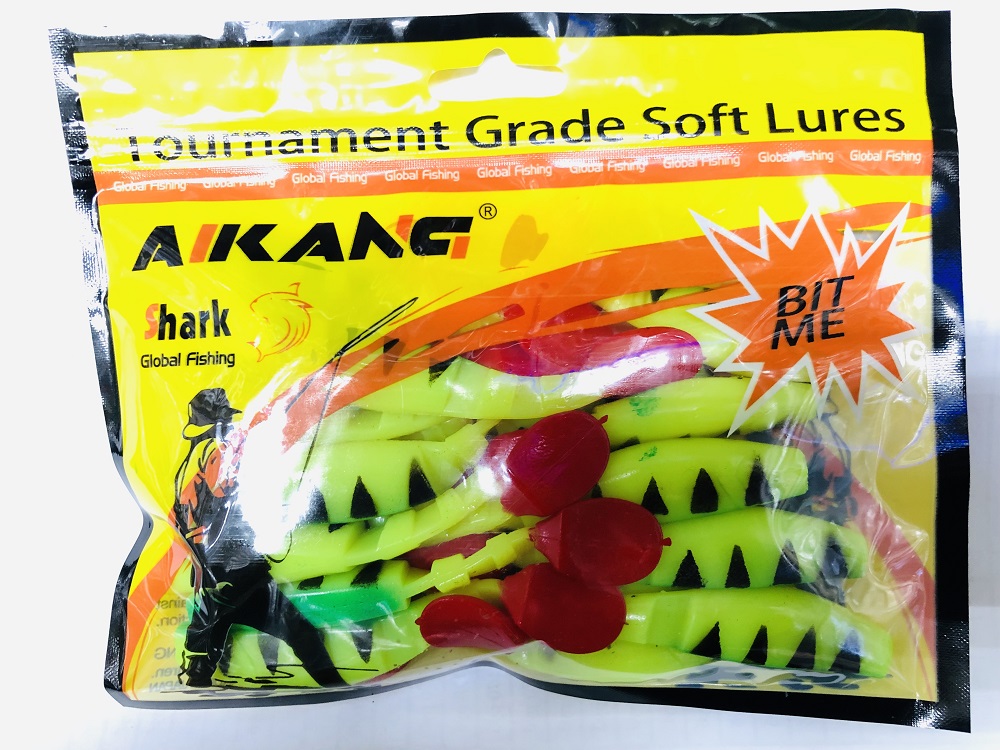 Tournament Grade Soft Lures
Global Fishing Global Fishing Global Fishing Global Fishing Global Fishing Global Fishing Global Fishing Global Fishing Global Fishing
AIKANG®
BIT
ME
Shark
Global Fishing